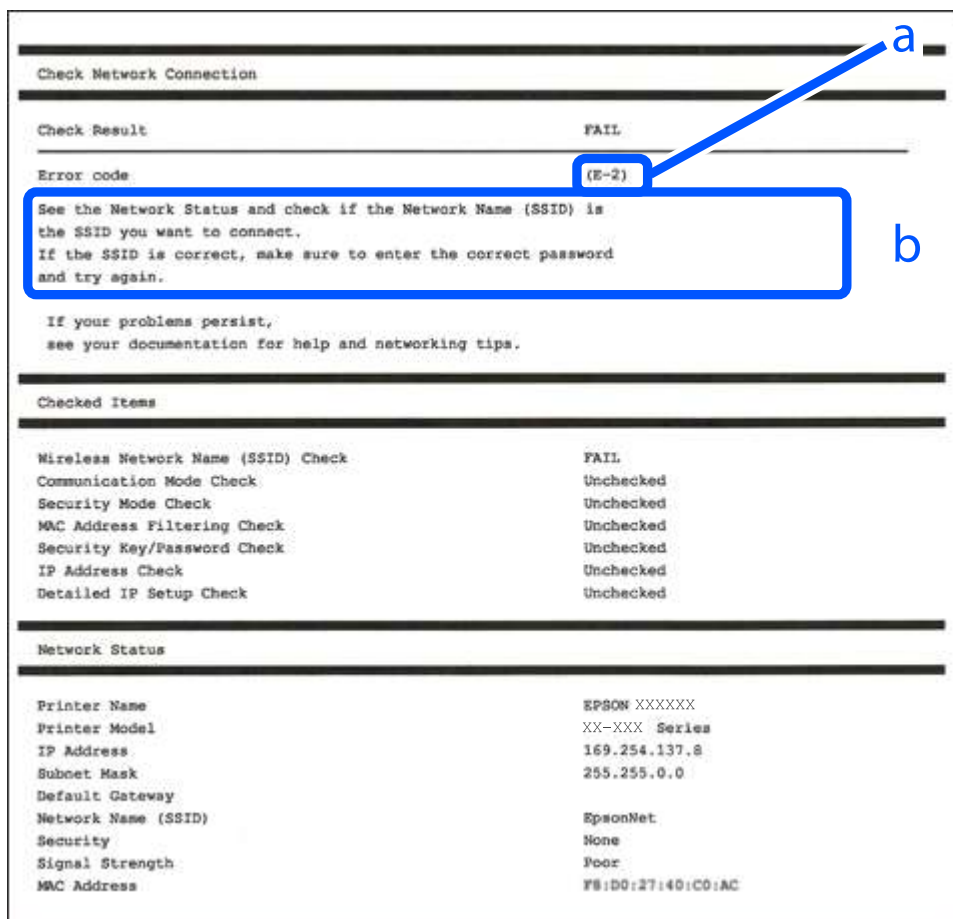 a
Check Network Connection
Check Result FAIL
Error code (E-2)
See the Network Status and check if the Network Name (SSID) is
the SSID you want to connect.
If the SSID is correct, make sure to enter the correct password
and try again.
b
If your problems persist,
see your documentation for help and networking tips.
Checked Items
Wireless Network Name (SSID) Check FAIL
Communication Mode Check Unchecked
Security Mode Check Unchecked
MAC Address Filtering Check Unchecked
Security Key/Password Check Unchecked
IP Address Check Unchecked
Detailed IP Setup Check Unchecked
Network Status
Printer Name EPSON XXXXXX
Printer Model XX-XXX Series
IP Address 169.254.137.8
Subnet Mask 255.255.0.0
Default Gateway
Network Name (SSID) EpsonNet
Security None
Signal Strength Poor
MAC Address F8:D0:27:40:C0:AC